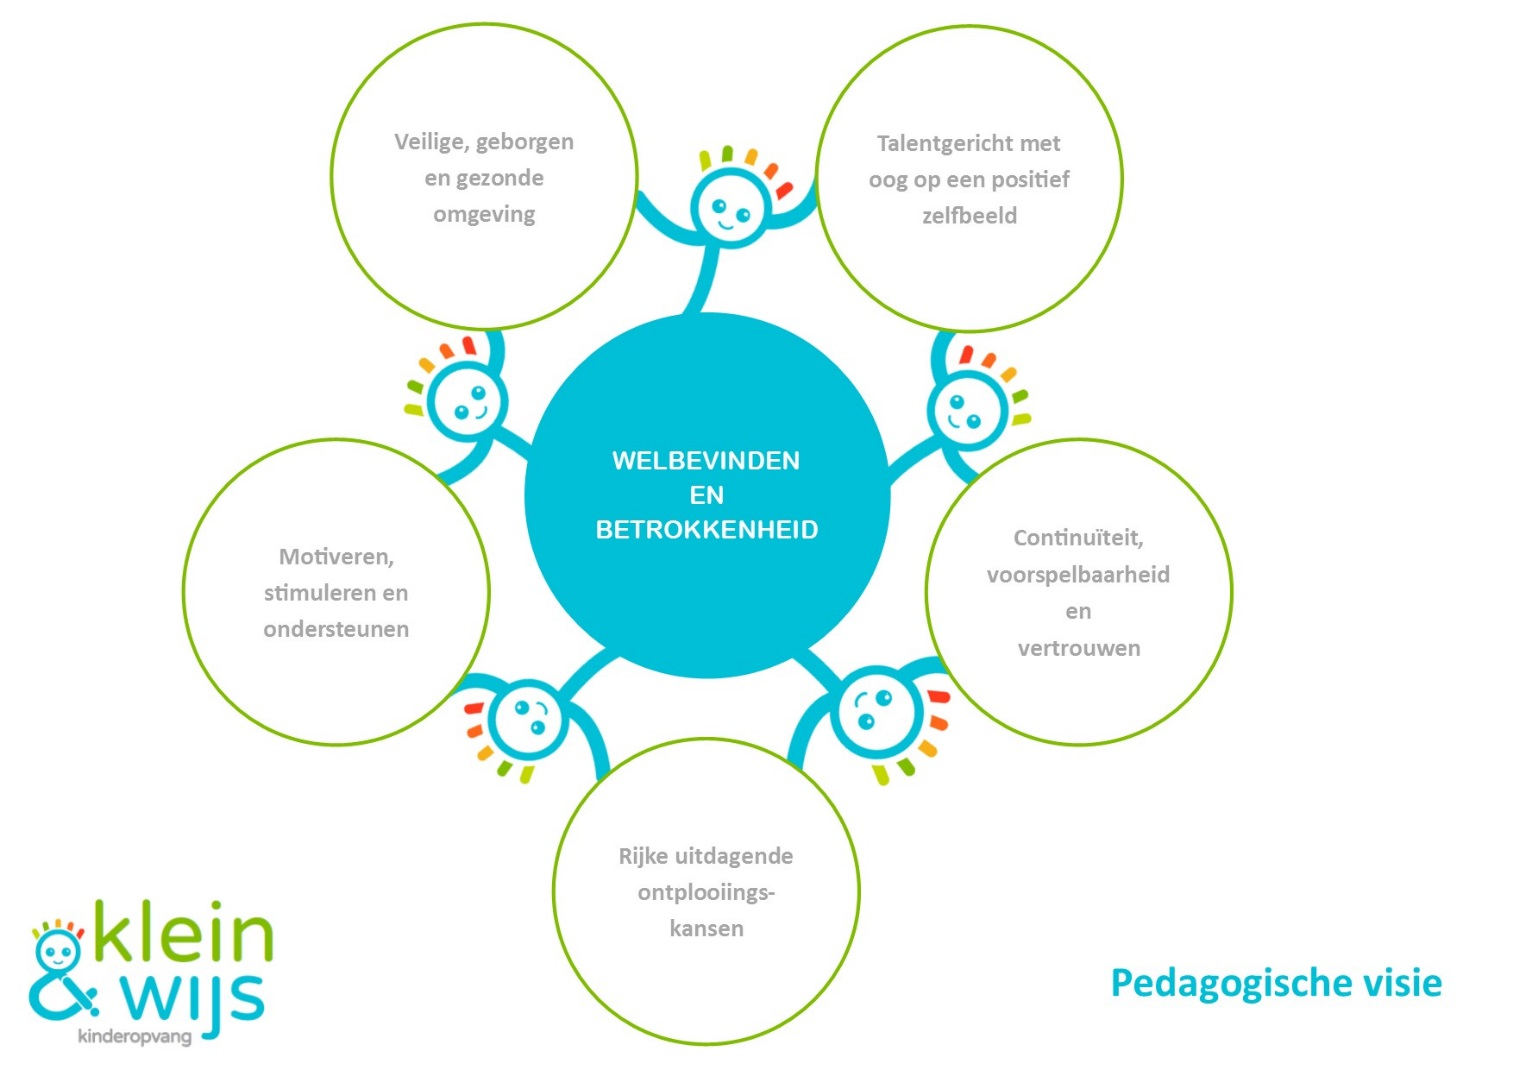 Veilige, geborgen
en gezonde
omgeving
Talentgericht met
oog op een positief
zelfbeeld
WELBEVINDEN
EN
BETROKKENHEID
Motiveren,
stimuleren en
ondersteunen
Continuïteit,
voorspelbaarheid
en
vertrouwen
Rijke uitdagende
ontplooiings-
kansen
klein
& wijs
kinderopvang
Pedagogische visie